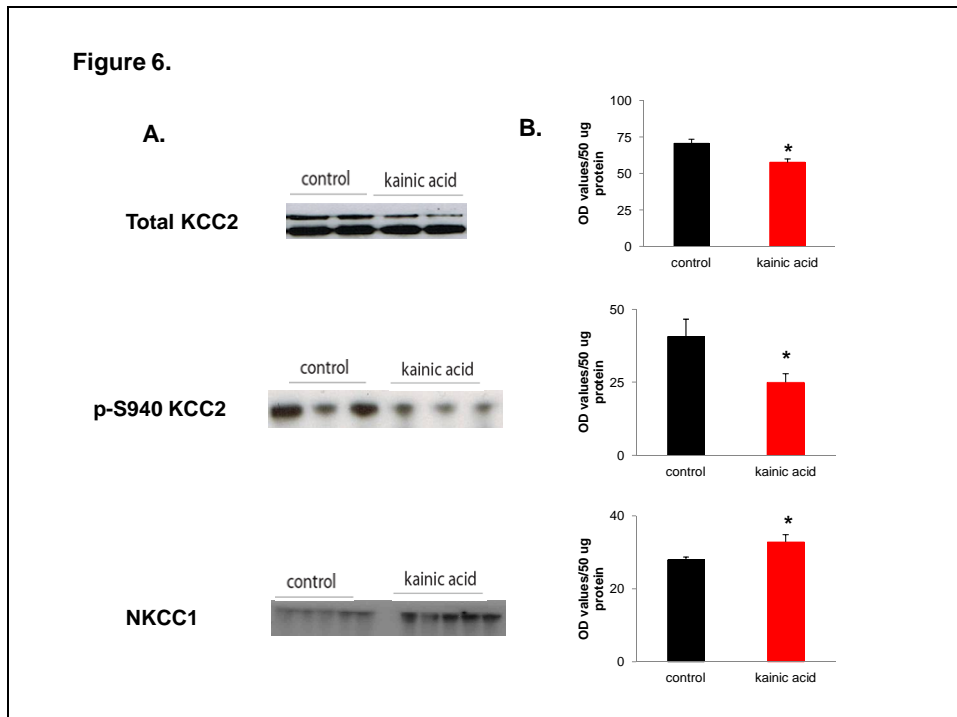 Figure 6.
A.
control kainic acid
Total KCC2
control kainic acid
p-S940 KCC2
control kainic acid
NKCC1
B.
OD values/50 ug
protein
100
75
50
25
0
*
control kainic acid
OD values/50 ug
protein
50
25
0
*
control kainic acid
OD values/50 ug
protein
40
20
0
*
control kainic acid